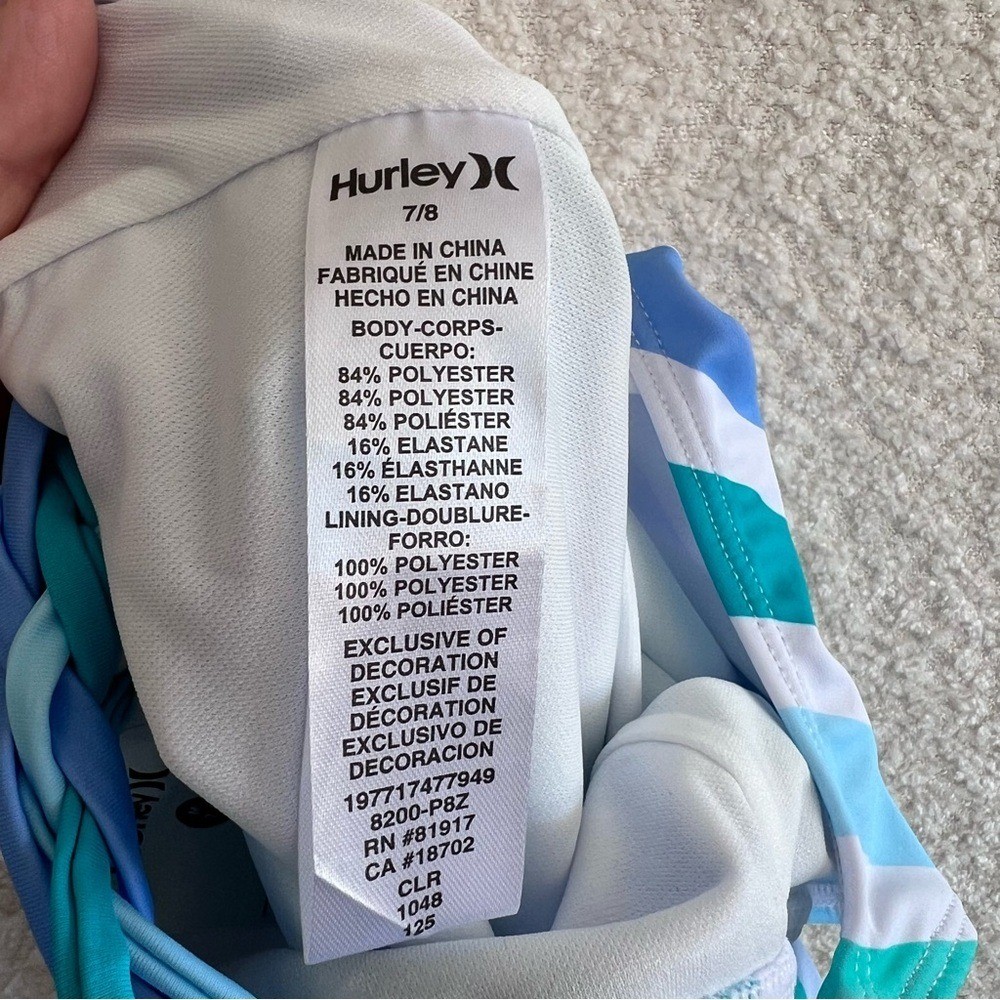 Hurley
7/8
MADE IN CHINA
FABRIQUÉ EN CHINE
HECHO EN CHINA
BODY-CORPS-
CUERPO:
84% POLYESTER
84% POLYESTER
84% POLIÉSTER
16% ELASTANE
16% ÉLASTHANNE
16% ELASTANO
LINING-DOUBLURE-
FORRO:
100% POLYESTER
100% POLYESTER
100% POLIÉSTER
EXCLUSIVE OF
DECORATION
EXCLUSIF DE
DÉCORATION
EXCLUSIVO DE
DECORACION
197717477949
8200-P8Z
RN #81917
CA #18702
CLR
1048
125